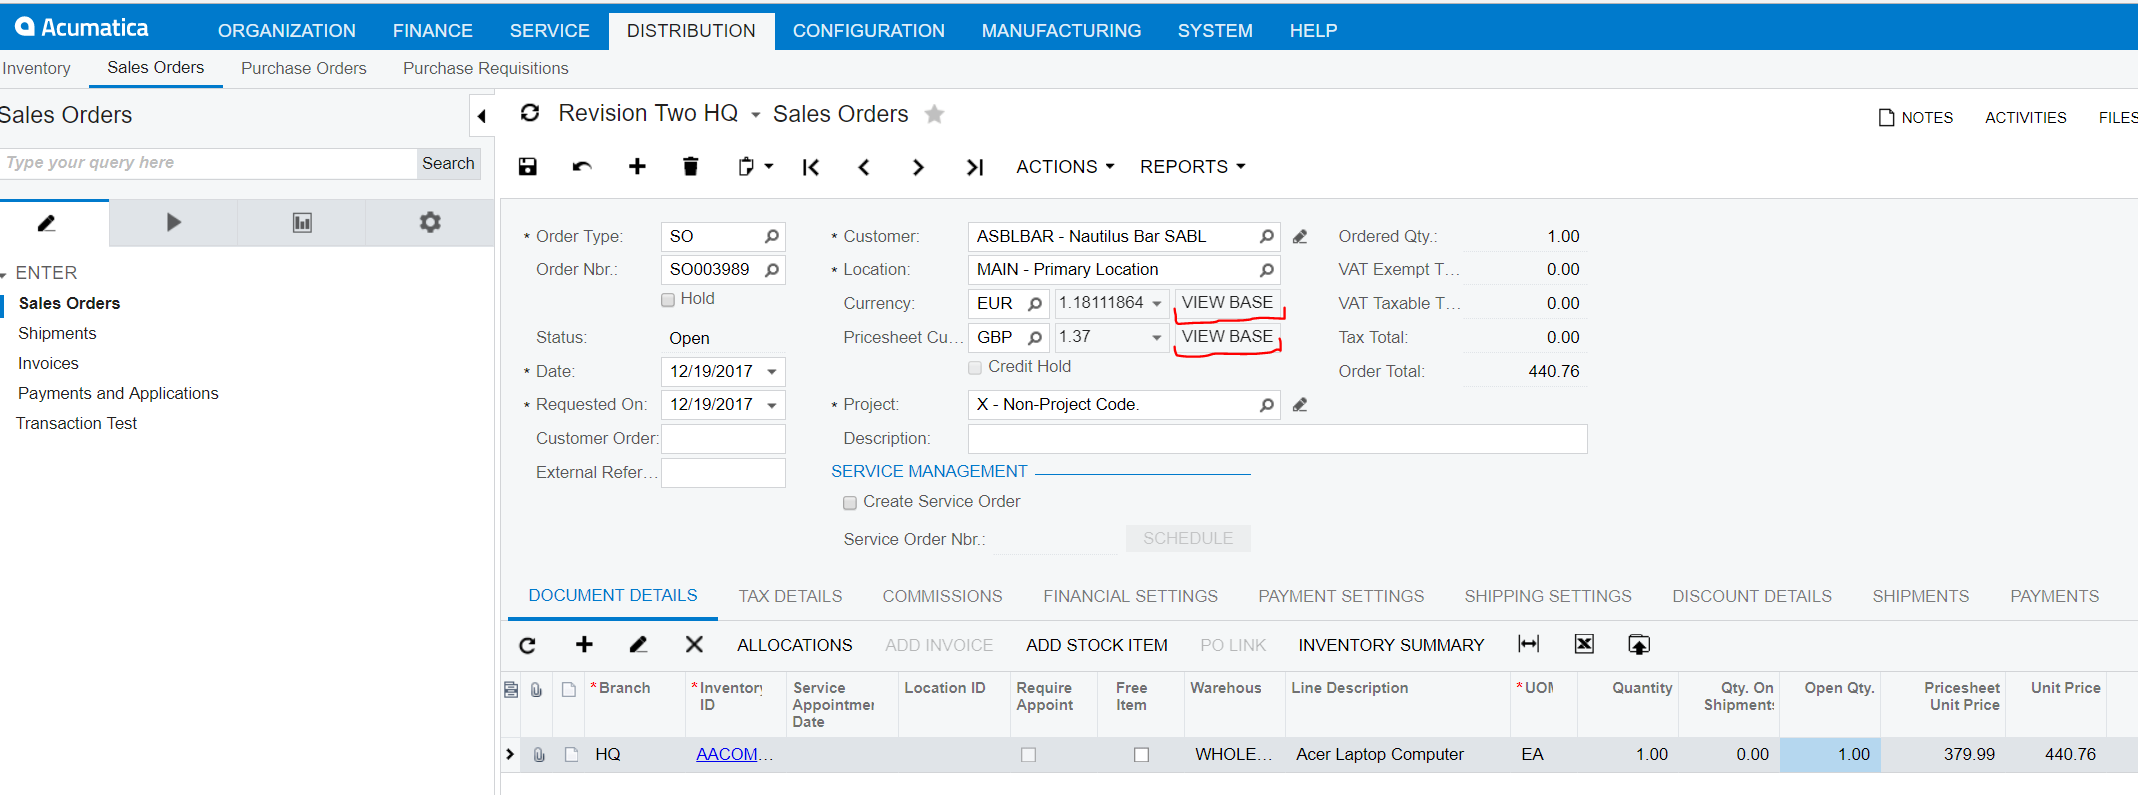 Acumatica ORGANIZATION FINANCE SERVICE DISTRIBUTION CONFIGURATION MANUFACTURING SYSTEM HELP
Inventory Sales Orders Purchase Orders Purchase Requisitions
Sales Orders
Revision Two HQ Sales Orders NOTES ACTIVITIES FILES
Type your query here Search
ACTIONS REPORTS
ENTER
Sales Orders
Shipments
Invoices
Payments and Applications
Transaction Test
* Order Type: SO * Customer: ASBLBAR - Nautilus Bar SABL Ordered Qty.: 1.00
Order Nbr.: SO003989 * Location: MAIN - Primary Location VAT Exempt T... 0.00
Hold Currency: EUR 1.18111864 VIEW BASE VAT Taxable T... 0.00
Status: Open Pricesheet Cu... GBP 1.37 VIEW BASE Tax Total: 0.00
* Date: 12/19/2017 Credit Hold Order Total: 440.76
* Requested On: 12/19/2017 * Project: X - Non-Project Code.
Customer Order: Description:
External Refer... SERVICE MANAGEMENT
Create Service Order
Service Order Nbr.: SCHEDULE
DOCUMENT DETAILS TAX DETAILS COMMISSIONS FINANCIAL SETTINGS PAYMENT SETTINGS SHIPPING SETTINGS DISCOUNT DETAILS SHIPMENTS PAYMENTS
ALLOCATIONS ADD INVOICE ADD STOCK ITEM PO LINK INVENTORY SUMMARY
*Branch *Inventory Service Location ID Require Free Warehous Line Description *UOM Quantity Qty. On Open Qty. Pricesheet Unit Price
ID Appointmen Appoint Item Shipments Unit Price
Date
HQ AACOM... WHOLE... Acer Laptop Computer EA 1.00 0.00 1.00 379.99 440.76